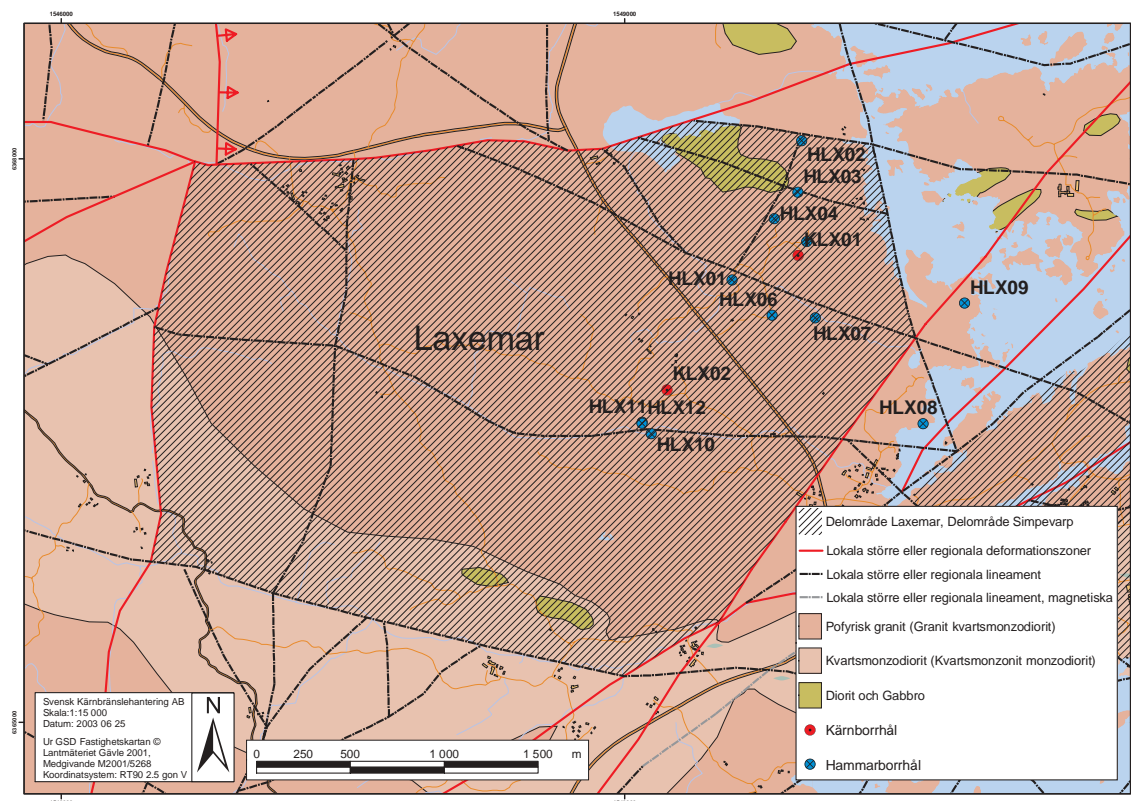 1546000
1549000
6368000
HLX02
HLX03
HLX04
KLX01
HLX01
HLX06
HLX09
HLX07
Laxemar
KLX02
HLX11
HLX12
HLX08
HLX10
Delområde Laxemar, Delområde Simpevarp
Lokala större eller regionala deformationszoner
Lokala större eller regionala lineament
Lokala större eller regionala lineament, magnetiska
Pofyrisk granit (Granit kvartsmonzodiorit)
Kvartsmonzodiorit (Kvartsmonzonit monzodiorit)
Diorit och Gabbro
Kärnborrhål
Hammarborrhål
Svensk Kärnbränslehantering AB
Skala:1:15 000
Datum: 2003 06 25
Ur GSD Fastighetskartan ©
Lantmäteriet Gävle 2001,
Medgivande M2001/5268
Koordinatsystem: RT90 2.5 gon V
N
0 250 500 1 000 1 500
m